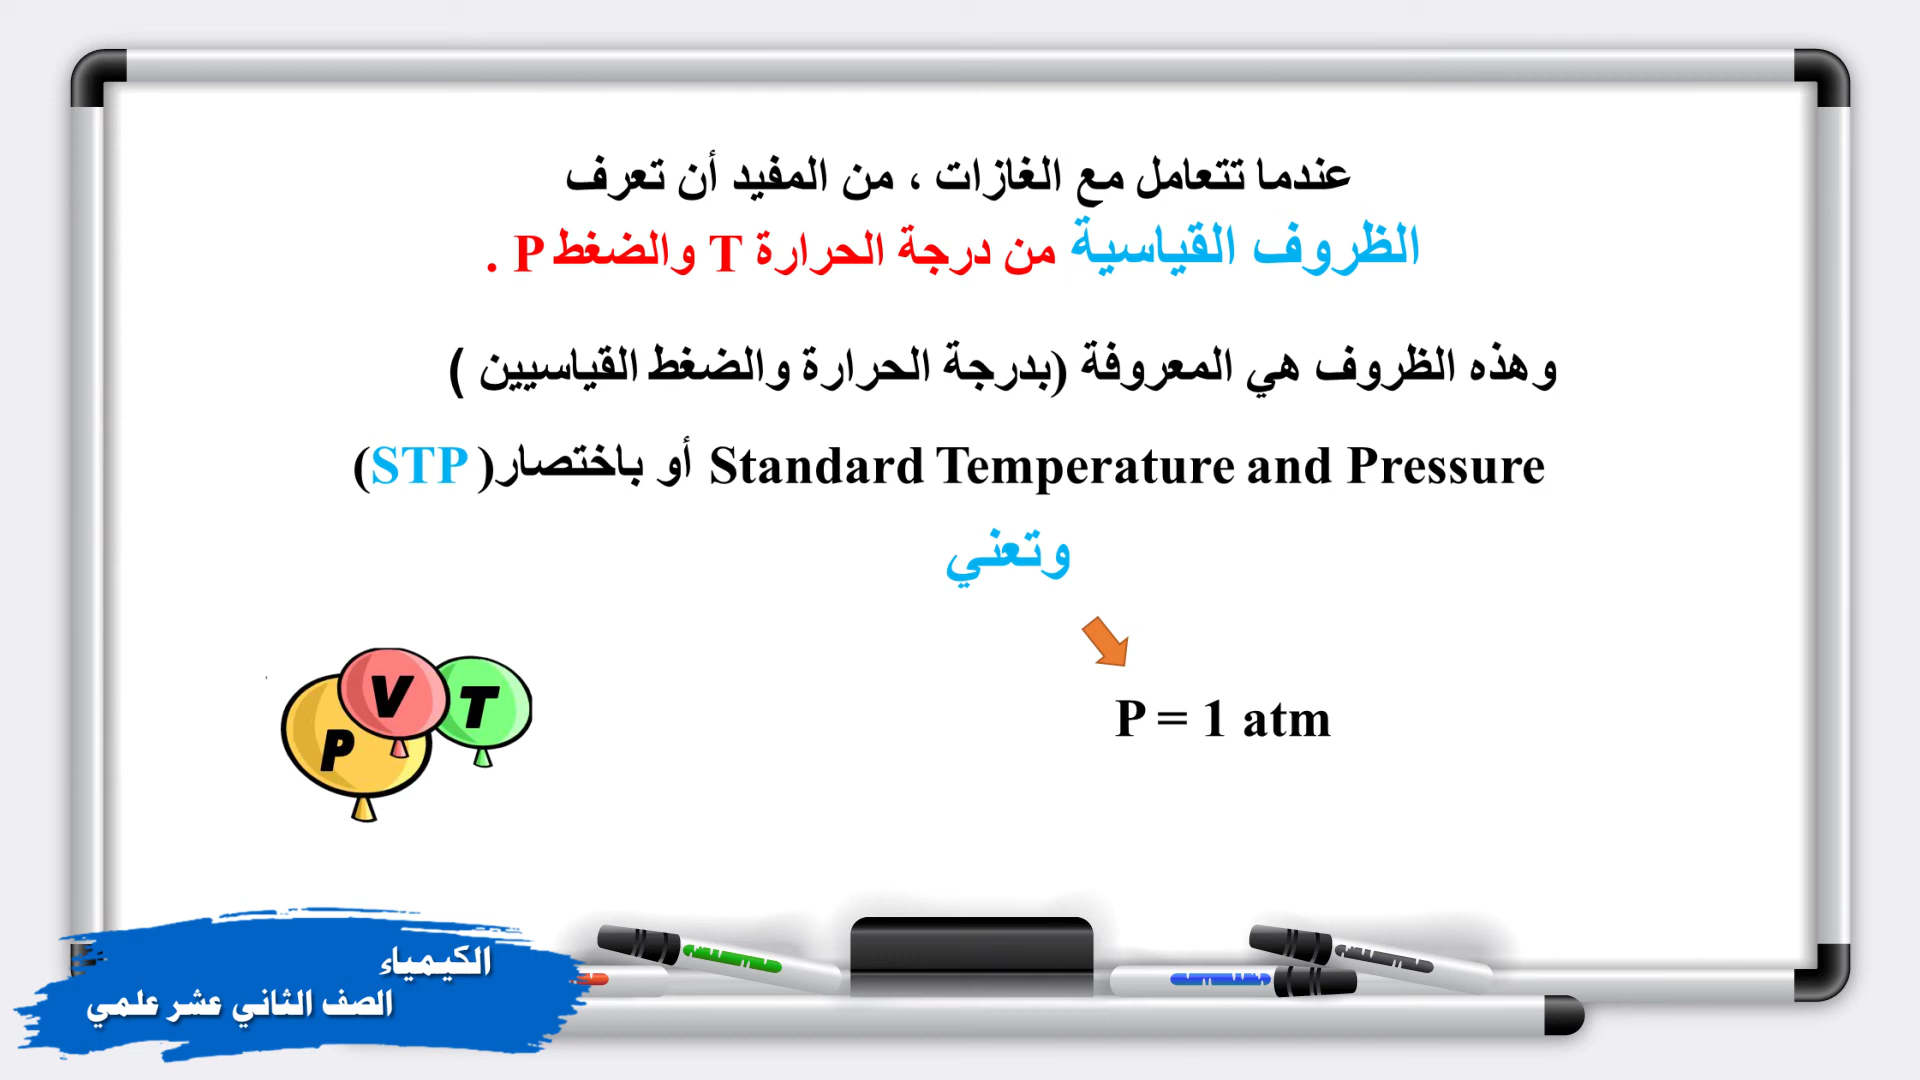 عندما تتعامل مع الغازات ، من المفيد أن تعرف
الظروف القياسية من درجة الحرارة T والضغط P .
وهذه الظروف هي المعروفة (بدرجة الحرارة والضغط القياسيين )
Standard Temperature and Pressure أو باختصار( STP)
وتعني
P = 1 atm
P
V
T
الكيمياء
الصف الثاني عشر علمي